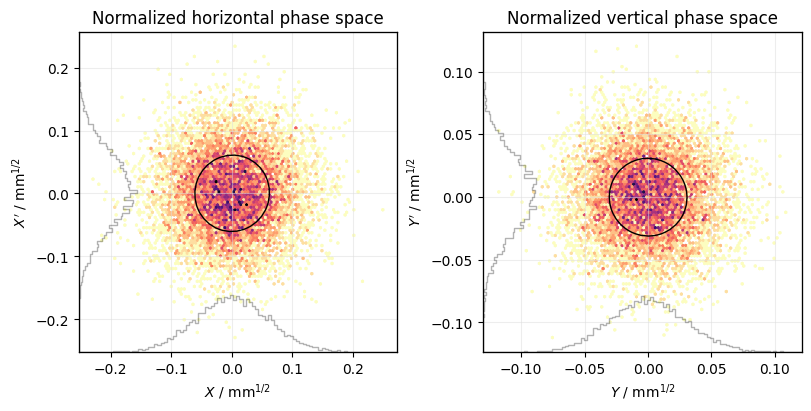 Normalized horizontal phase space
0.2
0.1
0.0
−0.1
−0.2
X′ / mm^{1/2}
−0.2 −0.1 0.0 0.1 0.2
X / mm^{1/2}
Normalized vertical phase space
0.10
0.05
0.00
−0.05
−0.10
Y′ / mm^{1/2}
−0.10 −0.05 0.00 0.05 0.10
Y / mm^{1/2}